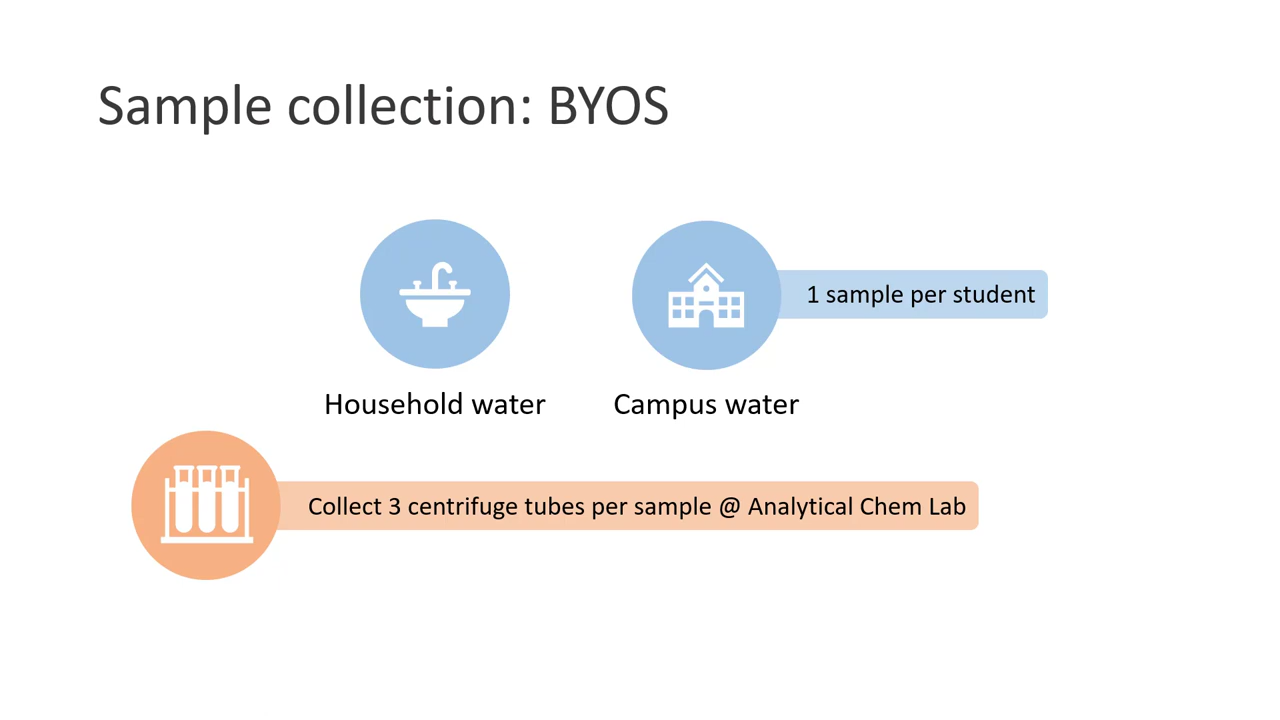 Sample collection: BYOS
1 sample per student
Household water
Campus water
Collect 3 centrifuge tubes per sample @ Analytical Chem Lab